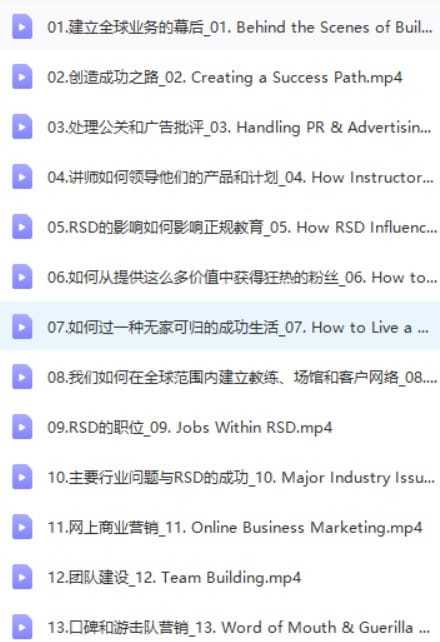 01.建立全球业务的幕后_01. Behind the Scenes of Buil...
02.创造成功之路_02. Creating a Success Path.mp4
03.处理公关和广告批评_03. Handling PR & Advertisin...
04.讲师如何领导他们的产品和计划_04. How Instructor...
05.RSD的影响如何影响正规教育_05. How RSD Influenc...
06.如何从提供这么多价值中获得狂热的粉丝_06. How to...
07.如何过一种无家可归的成功生活_07. How to Live a ...
08.我们如何在全球范围内建立教练、场馆和客户网络_08....
09.RSD的职位_09. Jobs Within RSD.mp4
10.主要行业问题与RSD的成功_10. Major Industry Issu...
11.网上商业营销_11. Online Business Marketing.mp4
12.团队建设_12. Team Building.mp4
13.口碑和游击队营销_13. Word of Mouth & Guerilla ...